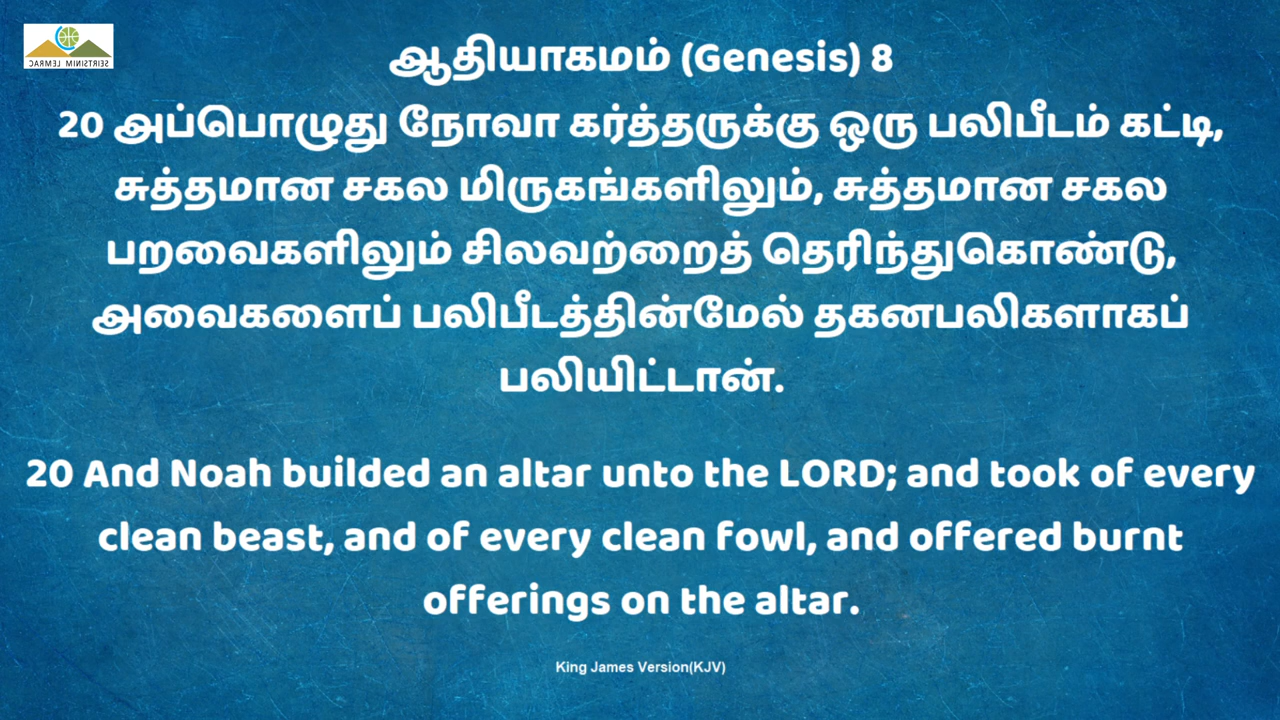 CARMEL MINISTRIES
ஆதியாகமம் (Genesis) 8
20 அப்பொழுது நோவா கர்த்தருக்கு ஒரு பலிபீடம் கட்டி,
சுத்தமான சகல மிருகங்களிலும், சுத்தமான சகல
பறவைகளிலும் சிலவற்றைத் தெரிந்துகொண்டு,
அவைகளைப் பலிபீடத்தின்மேல் தகனபலிகளாகப்
பலியிட்டான்.
20 And Noah builded an altar unto the LORD; and took of every
clean beast, and of every clean fowl, and offered burnt
offerings on the altar.
King James Version(KJV)